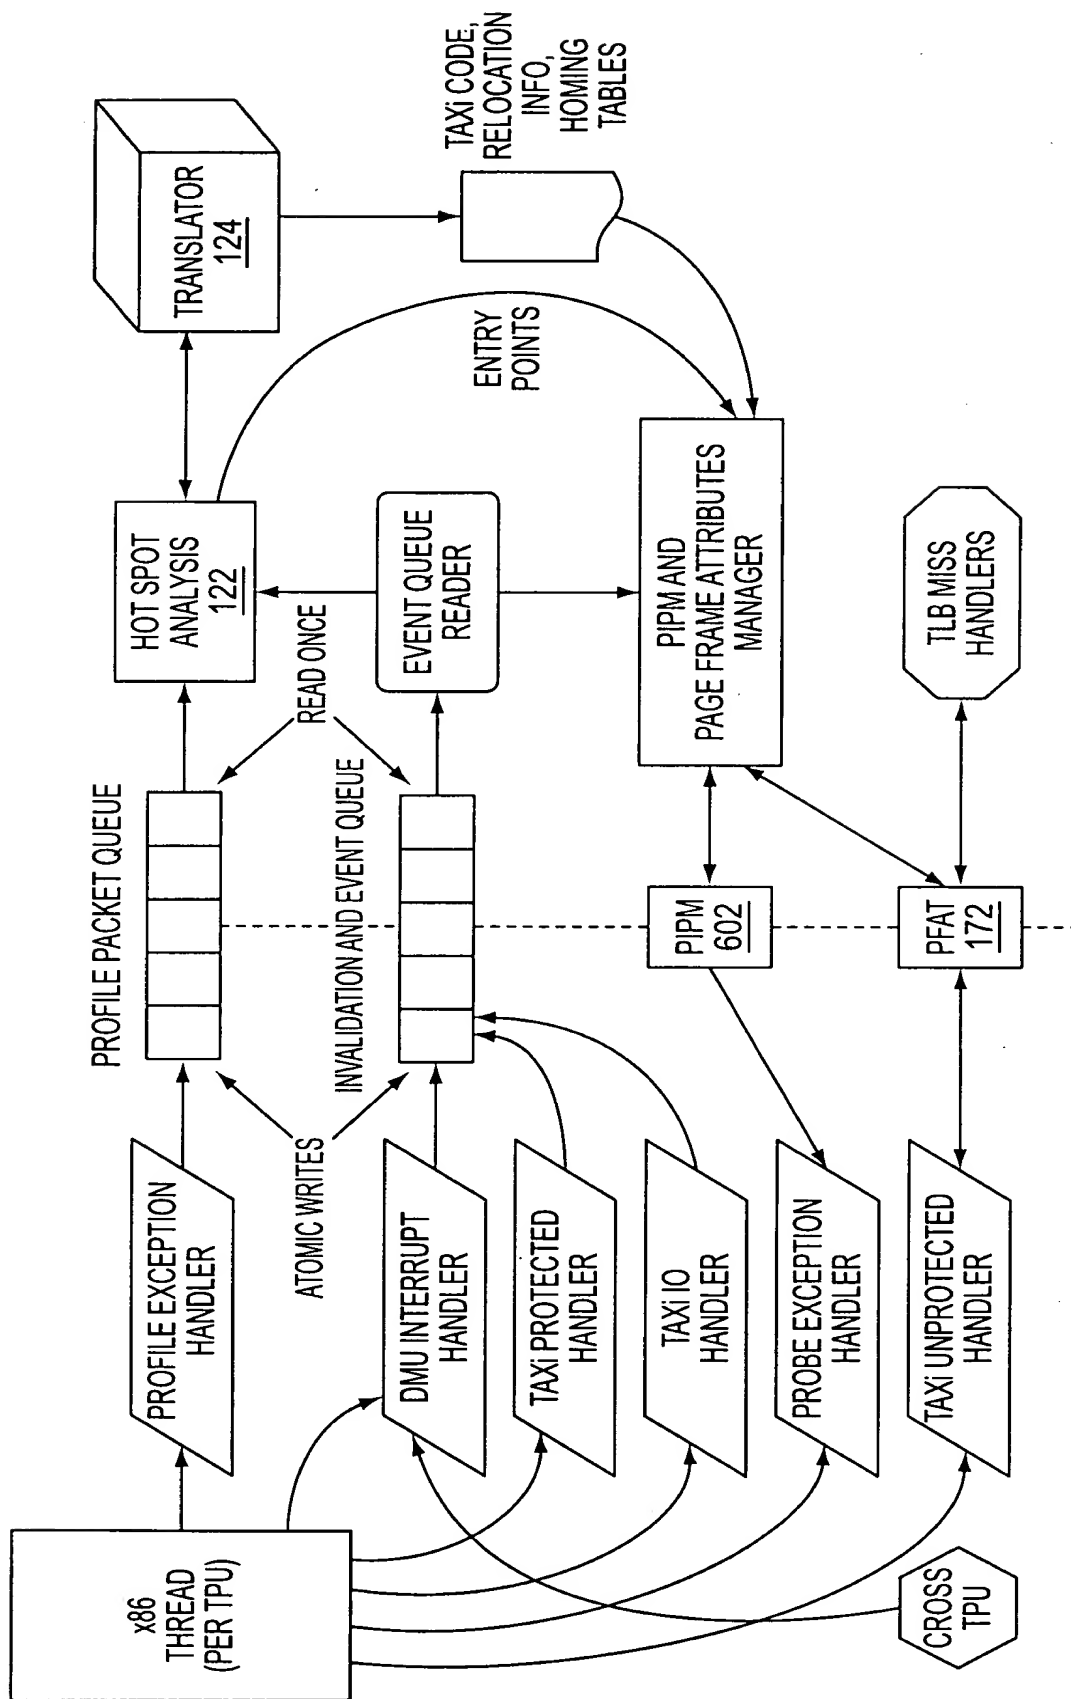 x86
THREAD
(PER TPU)
CROSS
TPU
PROFILE EXCEPTION
HANDLER
ATOMIC WRITES
DMU INTERRUPT
HANDLER
TAXi PROTECTED
HANDLER
TAXi IO
HANDLER
PROBE EXCEPTION
HANDLER
TAXi UNPROTECTED
HANDLER
PROFILE PACKET QUEUE
INVALIDATION AND EVENT QUEUE
READ ONCE
PIPM
602
PFAT
172
HOT SPOT
ANALYSIS
122
EVENT QUEUE
READER
PIPM AND
PAGE FRAME ATTRIBUTES
MANAGER
TLB MISS
HANDLERS
TRANSLATOR
124
ENTRY
POINTS
TAXi CODE,
RELOCATION
INFO,
HOMING
TABLES